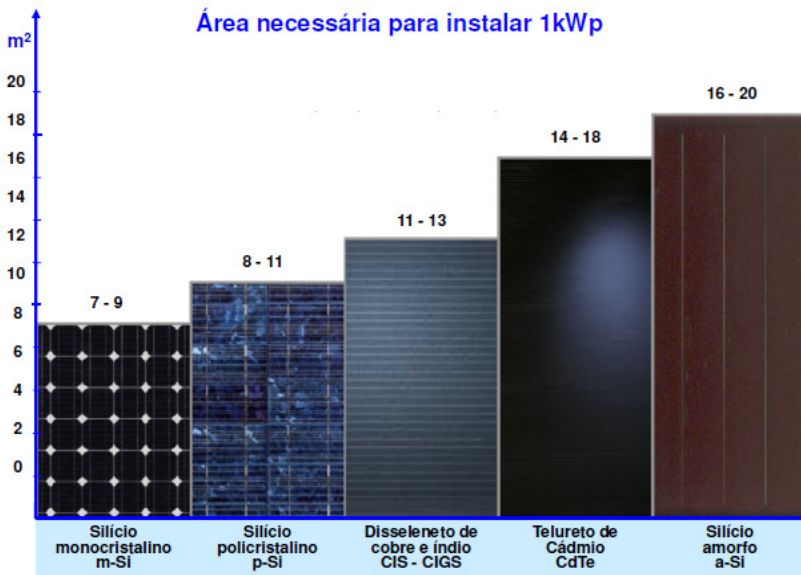 Área necessária para instalar 1kWp
m²
20
18
16
14
12
10
8
6
4
2
0
7 - 9
8 - 11
11 - 13
14 - 18
16 - 20
Silício
monocristalino
m-Si
Silício
policristalino
p-Si
Disseleneto de
cobre e índio
CIS - CIGS
Telureto de
Cádmio
CdTe
Silício
amorfo
a-Si